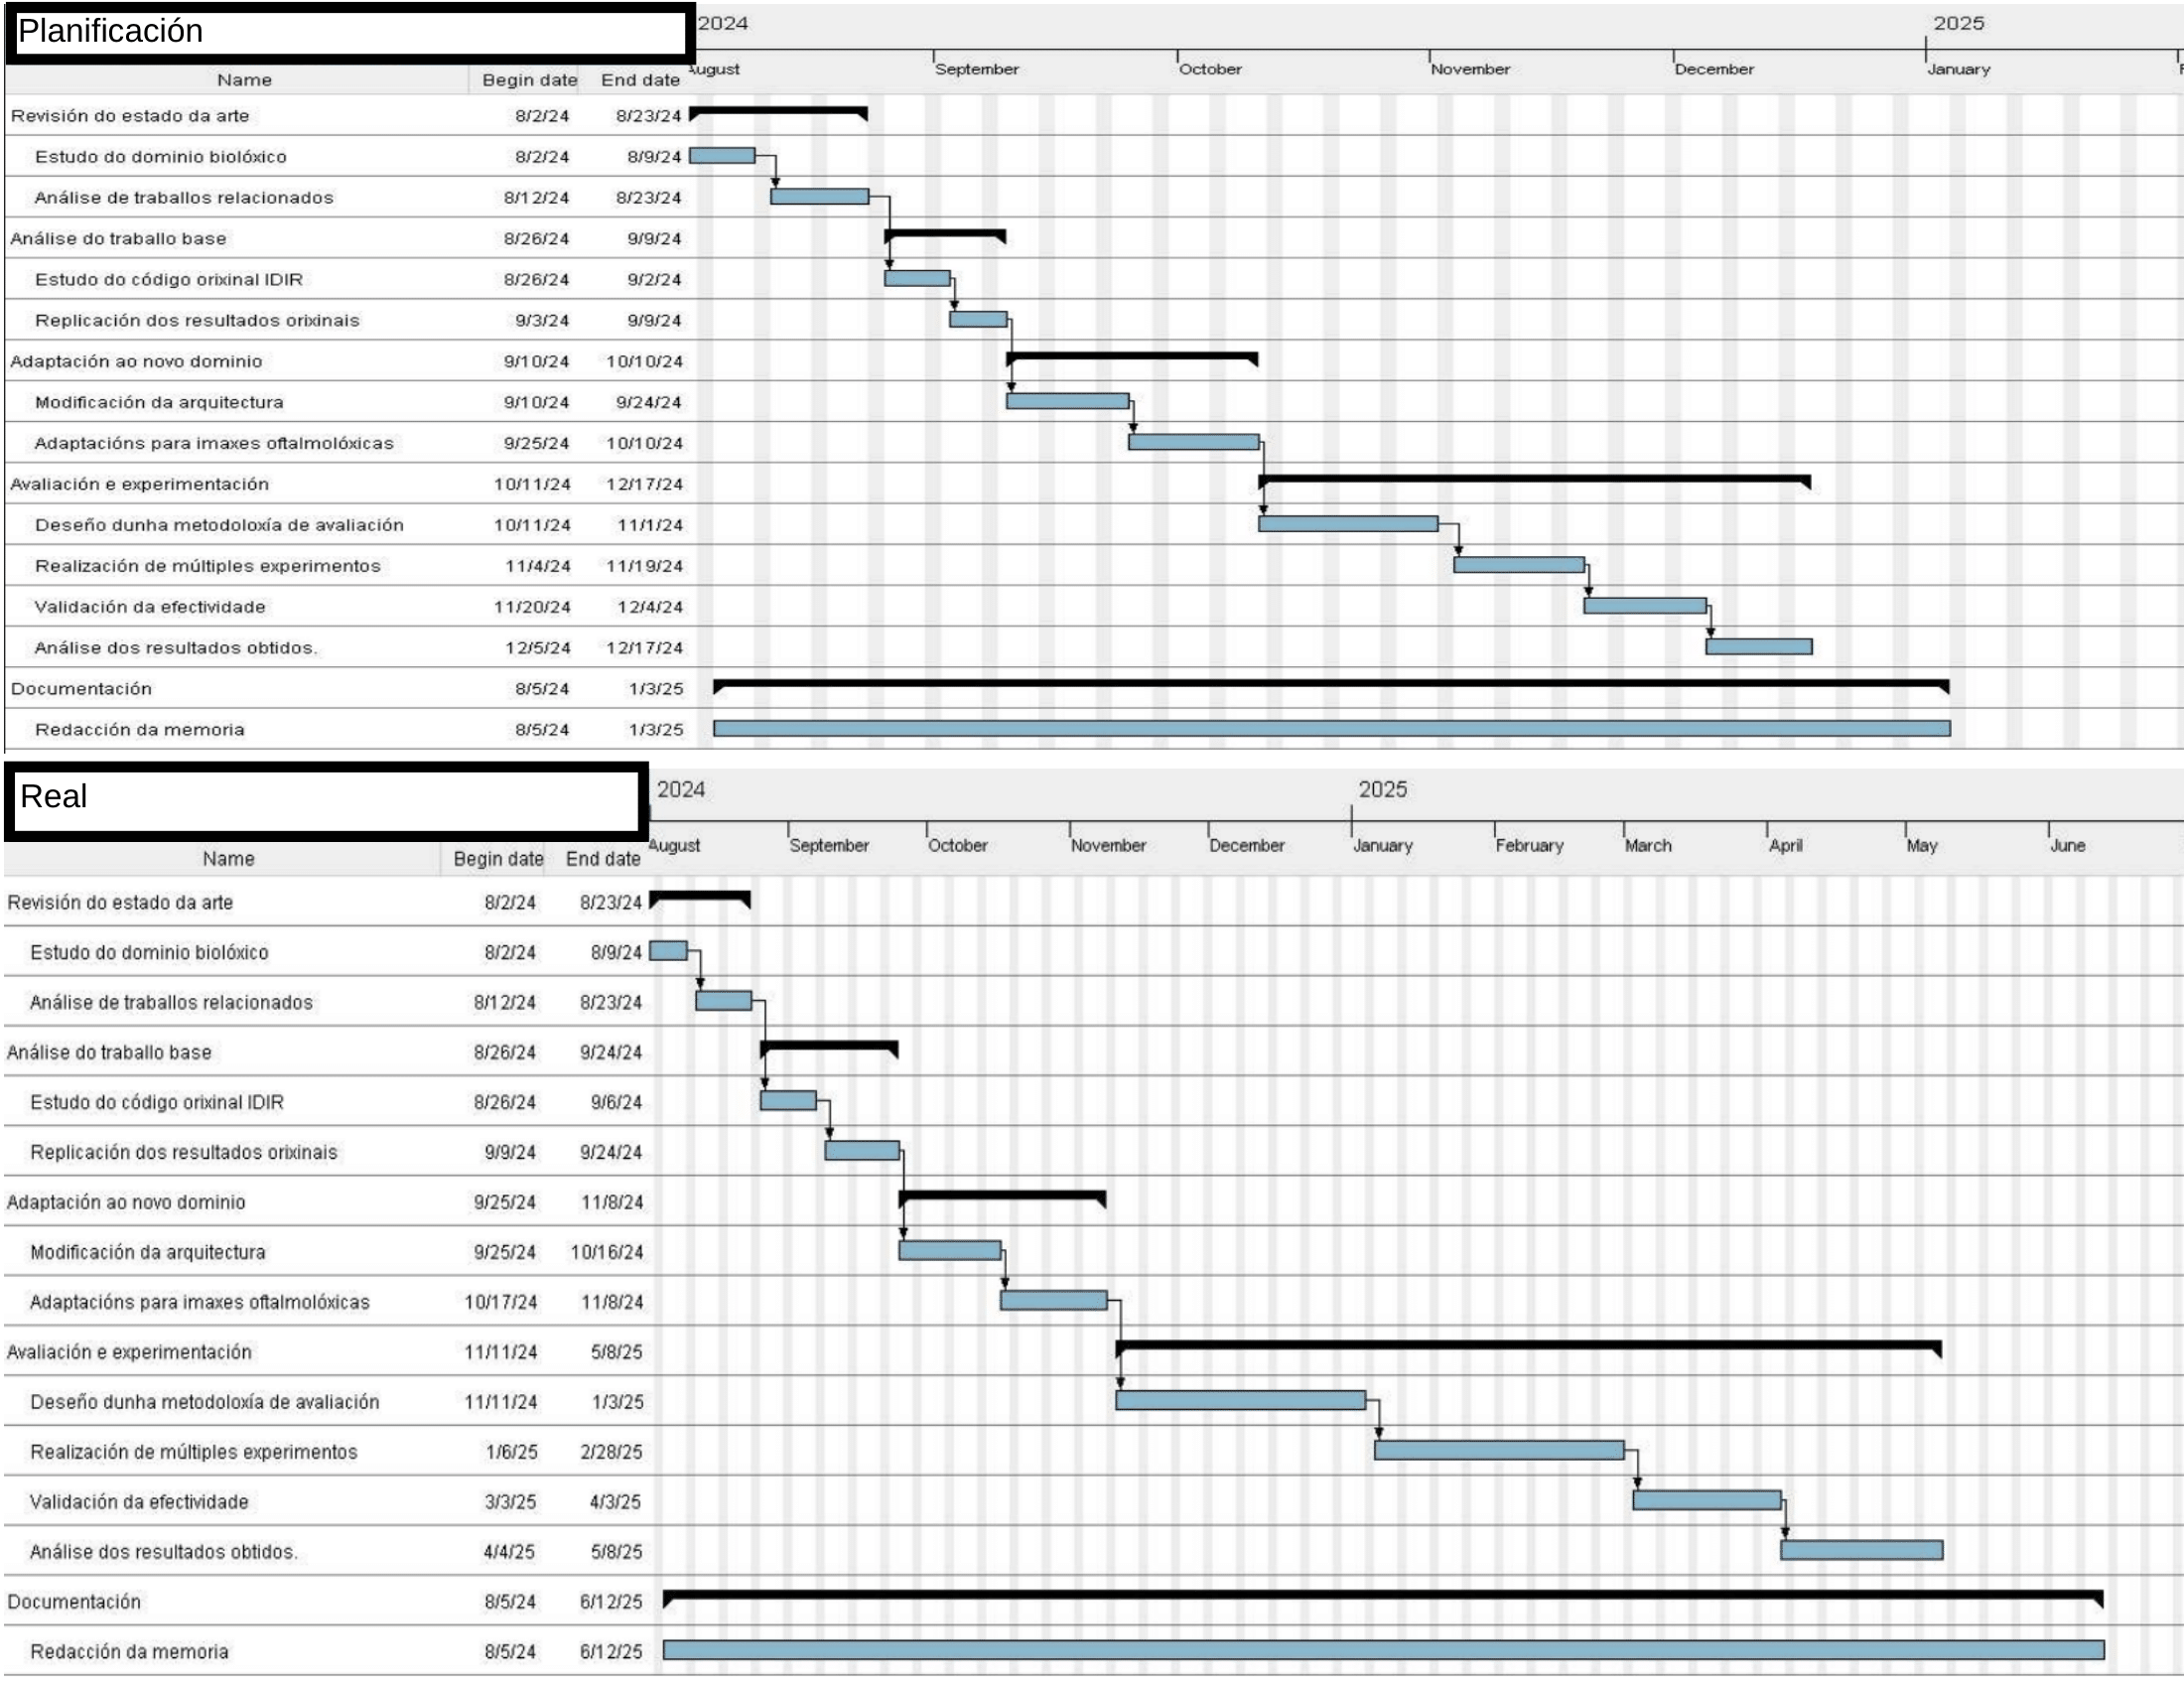 Planificación
2024 2025
August September October November December January F
Name Begin date End date
Revisión do estado da arte 8/2/24 8/23/24
Estudo do dominio biolóxico 8/2/24 8/9/24
Análise de traballos relacionados 8/12/24 8/23/24
Análise do traballo base 8/26/24 9/9/24
Estudo do código orixinal IDIR 8/26/24 9/2/24
Replicación dos resultados orixinais 9/3/24 9/9/24
Adaptación ao novo dominio 9/10/24 10/10/24
Modificación da arquitectura 9/10/24 9/24/24
Adaptacións para imaxes oftalmolóxicas 9/25/24 10/10/24
Avaliación e experimentación 10/11/24 12/17/24
Deseño dunha metodoloxía de avaliación 10/11/24 11/1/24
Realización de múltiples experimentos 11/4/24 11/19/24
Validación da efectividade 11/20/24 12/4/24
Análise dos resultados obtidos. 12/5/24 12/17/24
Documentación 8/5/24 1/3/25
Redacción da memoria 8/5/24 1/3/25
Real
2024 2025
August September October November December January February March April May June
Name Begin date End date
Revisión do estado da arte 8/2/24 8/23/24
Estudo do dominio biolóxico 8/2/24 8/9/24
Análise de traballos relacionados 8/12/24 8/23/24
Análise do traballo base 8/26/24 9/24/24
Estudo do código orixinal IDIR 8/26/24 9/6/24
Replicación dos resultados orixinais 9/9/24 9/24/24
Adaptación ao novo dominio 9/25/24 11/8/24
Modificación da arquitectura 9/25/24 10/16/24
Adaptacións para imaxes oftalmolóxicas 10/17/24 11/8/24
Avaliación e experimentación 11/11/24 5/8/25
Deseño dunha metodoloxía de avaliación 11/11/24 1/3/25
Realización de múltiples experimentos 1/6/25 2/28/25
Validación da efectividade 3/3/25 4/3/25
Análise dos resultados obtidos. 4/4/25 5/8/25
Documentación 8/5/24 6/12/25
Redacción da memoria 8/5/24 6/12/25